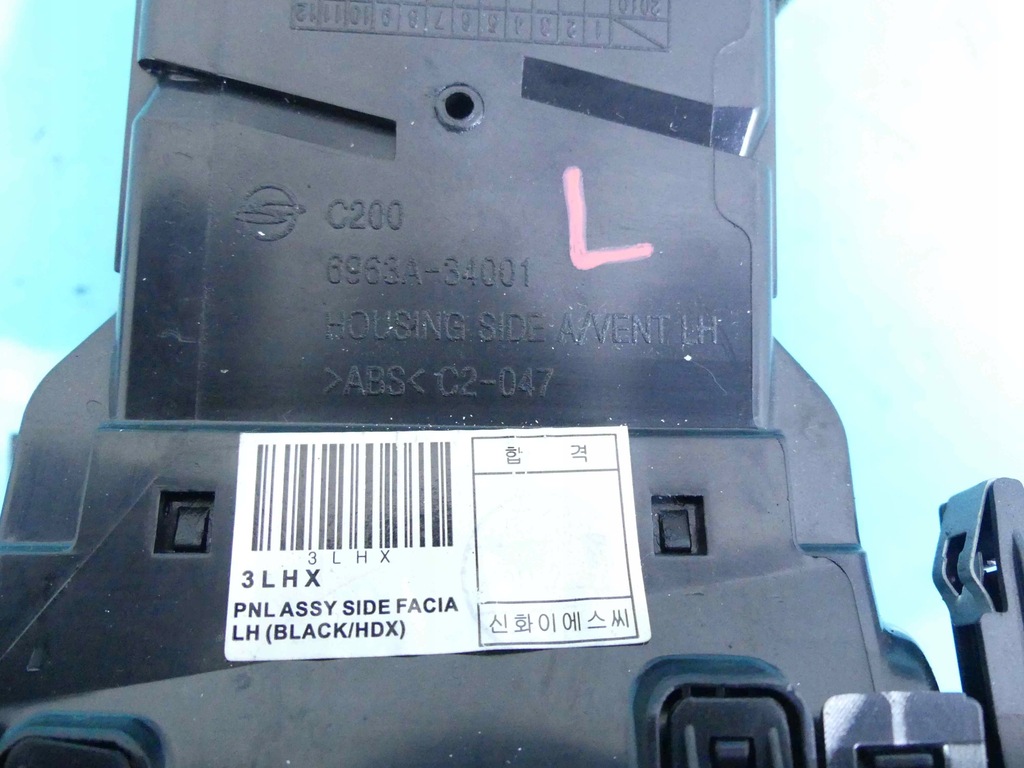 12 11 10 9 8 7 6 5 4 3 2 1 2010
L
C200
6963A-34001
HOUSING SIDE A/VENT LH
>ABS< C2-047
합 격
3LHX
3LHX
PNL ASSY SIDE FACIA
LH (BLACK/HDX)
신화이에스씨